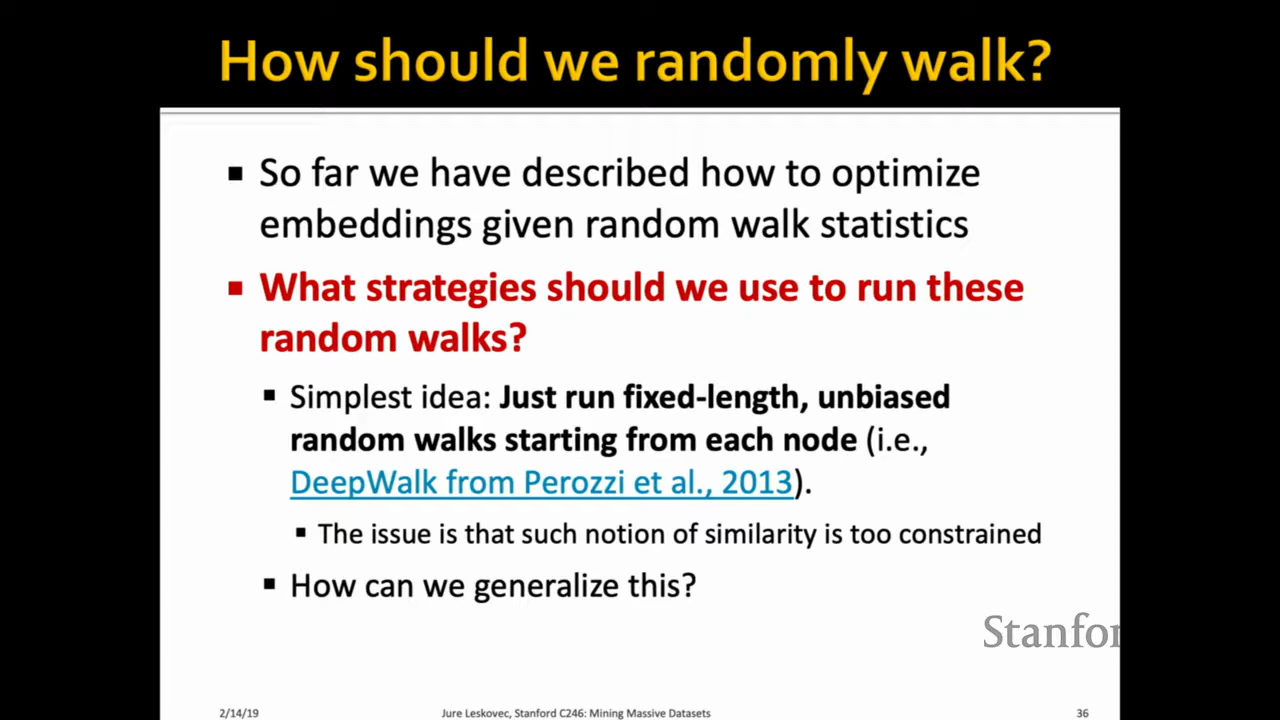 How should we randomly walk?
▪ So far we have described how to optimize
embeddings given random walk statistics
▪ What strategies should we use to run these
random walks?
▪ Simplest idea: Just run fixed-length, unbiased
random walks starting from each node (i.e.,
DeepWalk from Perozzi et al., 2013).
▪ The issue is that such notion of similarity is too constrained
▪ How can we generalize this?
Stanfor
2/14/19 Jure Leskovec, Stanford C246: Mining Massive Datasets 36